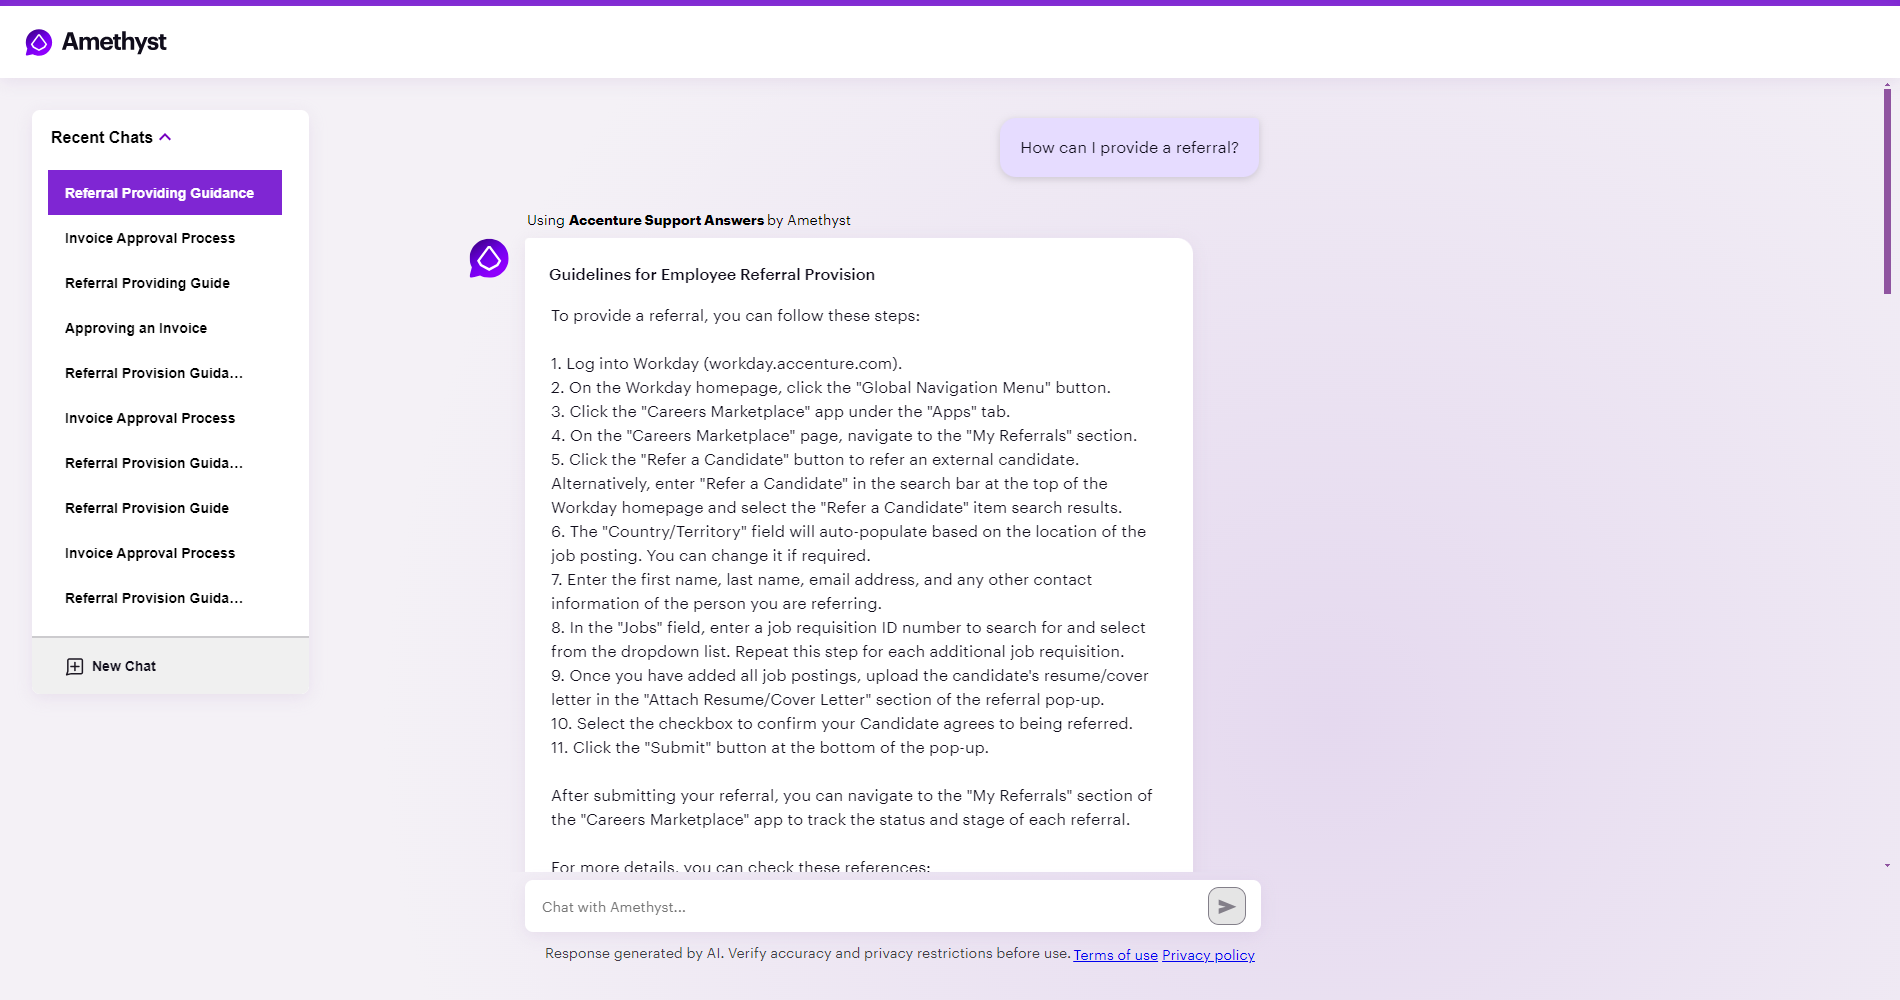 Amethyst
Recent Chats
Referral Providing Guidance
Invoice Approval Process
Referral Providing Guide
Approving an Invoice
Referral Provision Guida...
Invoice Approval Process
Referral Provision Guida...
Referral Provision Guide
Invoice Approval Process
Referral Provision Guida...
New Chat
How can I provide a referral?
Using Accenture Support Answers by Amethyst
Guidelines for Employee Referral Provision
To provide a referral, you can follow these steps:
1. Log into Workday (workday.accenture.com).
2. On the Workday homepage, click the "Global Navigation Menu" button.
3. Click the "Careers Marketplace" app under the "Apps" tab.
4. On the "Careers Marketplace" page, navigate to the "My Referrals" section.
5. Click the "Refer a Candidate" button to refer an external candidate.
Alternatively, enter "Refer a Candidate" in the search bar at the top of the
Workday homepage and select the "Refer a Candidate" item search results.
6. The "Country/Territory" field will auto-populate based on the location of the
job posting. You can change it if required.
7. Enter the first name, last name, email address, and any other contact
information of the person you are referring.
8. In the "Jobs" field, enter a job requisition ID number to search for and select
from the dropdown list. Repeat this step for each additional job requisition.
9. Once you have added all job postings, upload the candidate's resume/cover
letter in the "Attach Resume/Cover Letter" section of the referral pop-up.
10. Select the checkbox to confirm your Candidate agrees to being referred.
11. Click the "Submit" button at the bottom of the pop-up.
After submitting your referral, you can navigate to the "My Referrals" section of
the "Careers Marketplace" app to track the status and stage of each referral.
For more details, you can check these references:
Chat with Amethyst...
Response generated by AI. Verify accuracy and privacy restrictions before use. Terms of use Privacy policy